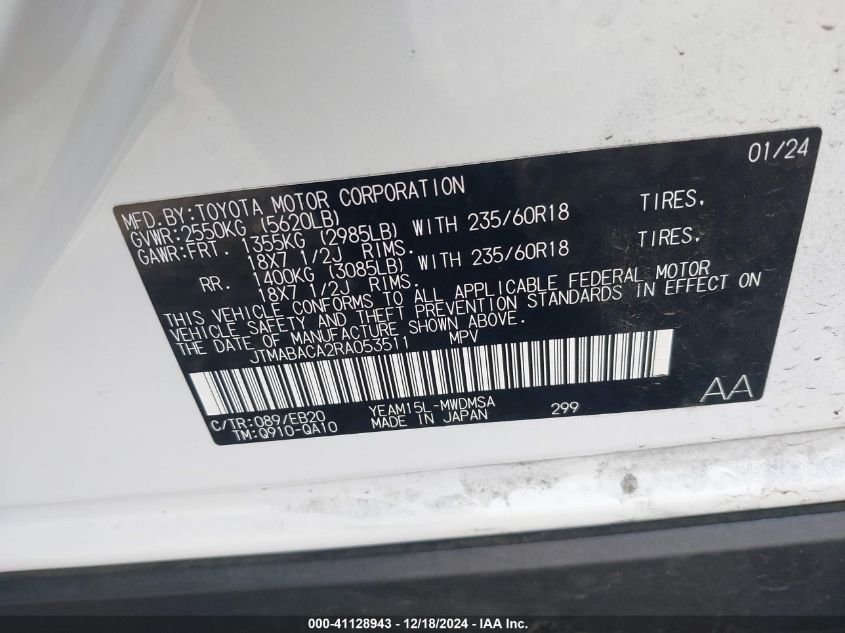 01/24
MFD.BY:TOYOTA MOTOR CORPORATION
GVWR:2550KG (5620LB)
GAWR:FRT. 1355KG (2985LB) WITH 235/60R18 TIRES,
18X7 1/2J RIMS.
RR. 1400KG (3085LB) WITH 235/60R18 TIRES,
18X7 1/2J RIMS.
THIS VEHICLE CONFORMS TO ALL APPLICABLE FEDERAL MOTOR
VEHICLE SAFETY AND THEFT PREVENTION STANDARDS IN EFFECT ON
THE DATE OF MANUFACTURE SHOWN ABOVE.
JTMABACA2RA053511 MPV
C/TR:089/EB20 YEAM15L-MWDMSA AA
TM:Q910-QA10 MADE IN JAPAN 299
000-41128943 / 12/18/2024 - IAA Inc.